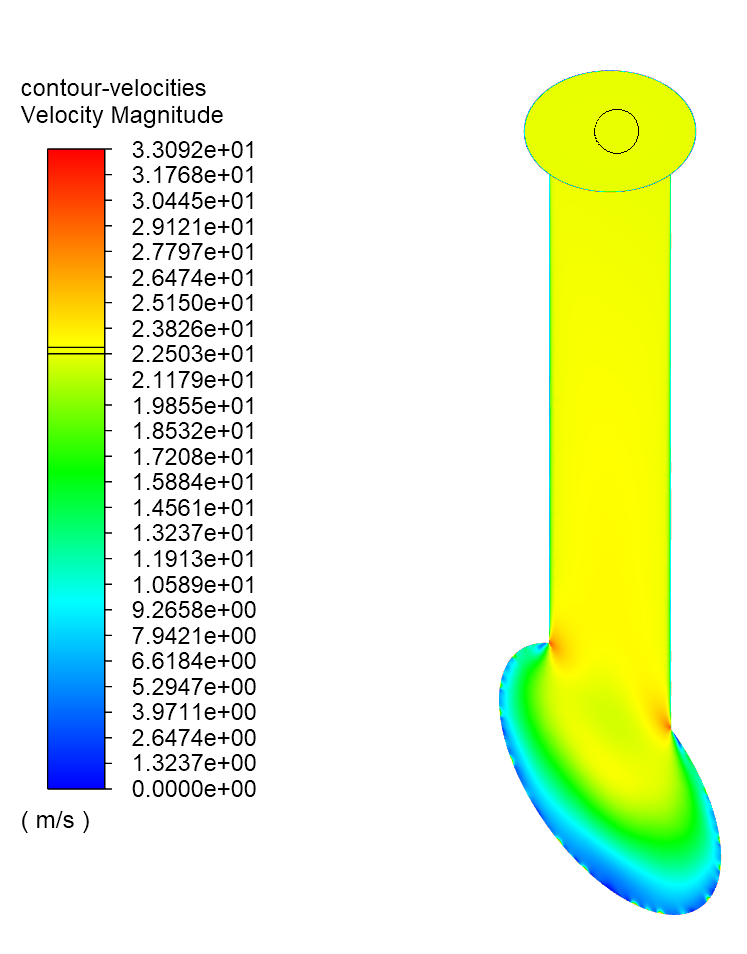 contour-velocities
Velocity Magnitude
3.3092e+01
3.1768e+01
3.0445e+01
2.9121e+01
2.7797e+01
2.6474e+01
2.5150e+01
2.3826e+01
2.2503e+01
2.1179e+01
1.9855e+01
1.8532e+01
1.7208e+01
1.5884e+01
1.4561e+01
1.3237e+01
1.1913e+01
1.0589e+01
9.2658e+00
7.9421e+00
6.6184e+00
5.2947e+00
3.9711e+00
2.6474e+00
1.3237e+00
0.0000e+00
( m/s )